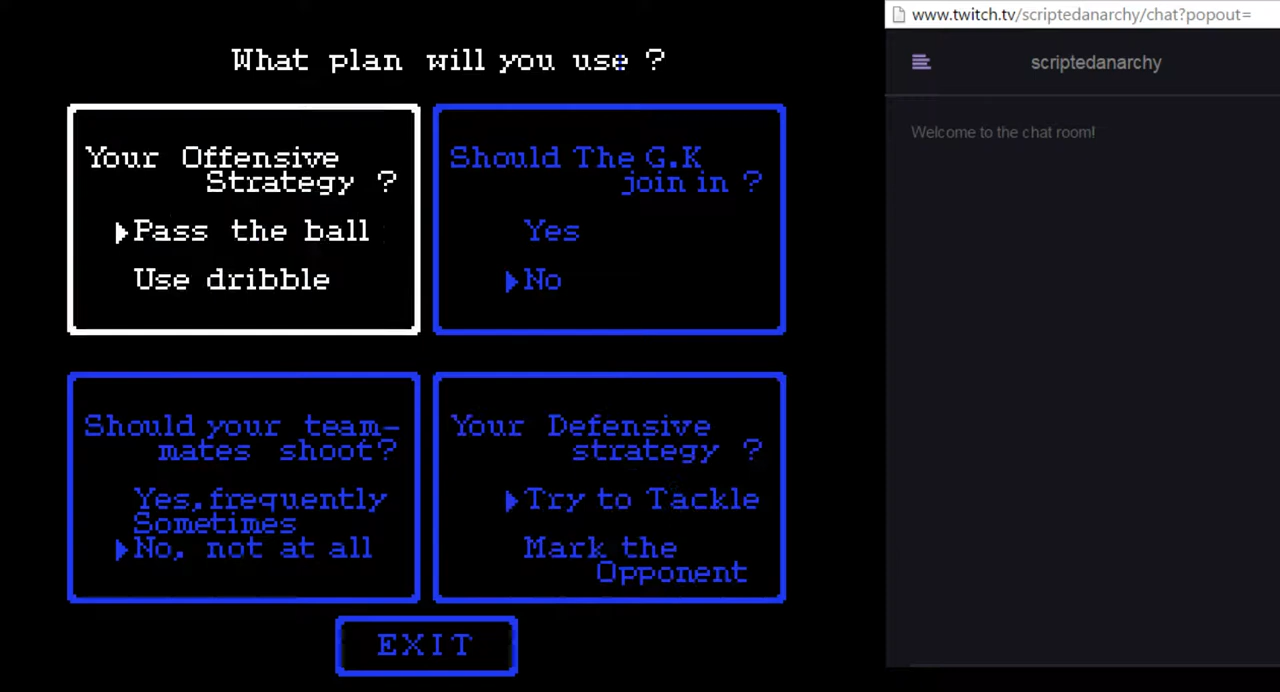 What plan will you use ?
Your Offensive
Strategy ?
Pass the ball
Use dribble
Should The G.K
join in ?
Yes
No
Should your team-
mates shoot?
Yes,frequently
Sometimes
No, not at all
Your Defensive
strategy ?
Try to Tackle
Mark the
Opponent
EXIT
www.twitch.tv/scriptedanarchy/chat?popout=
scriptedanarchy
Welcome to the chat room!